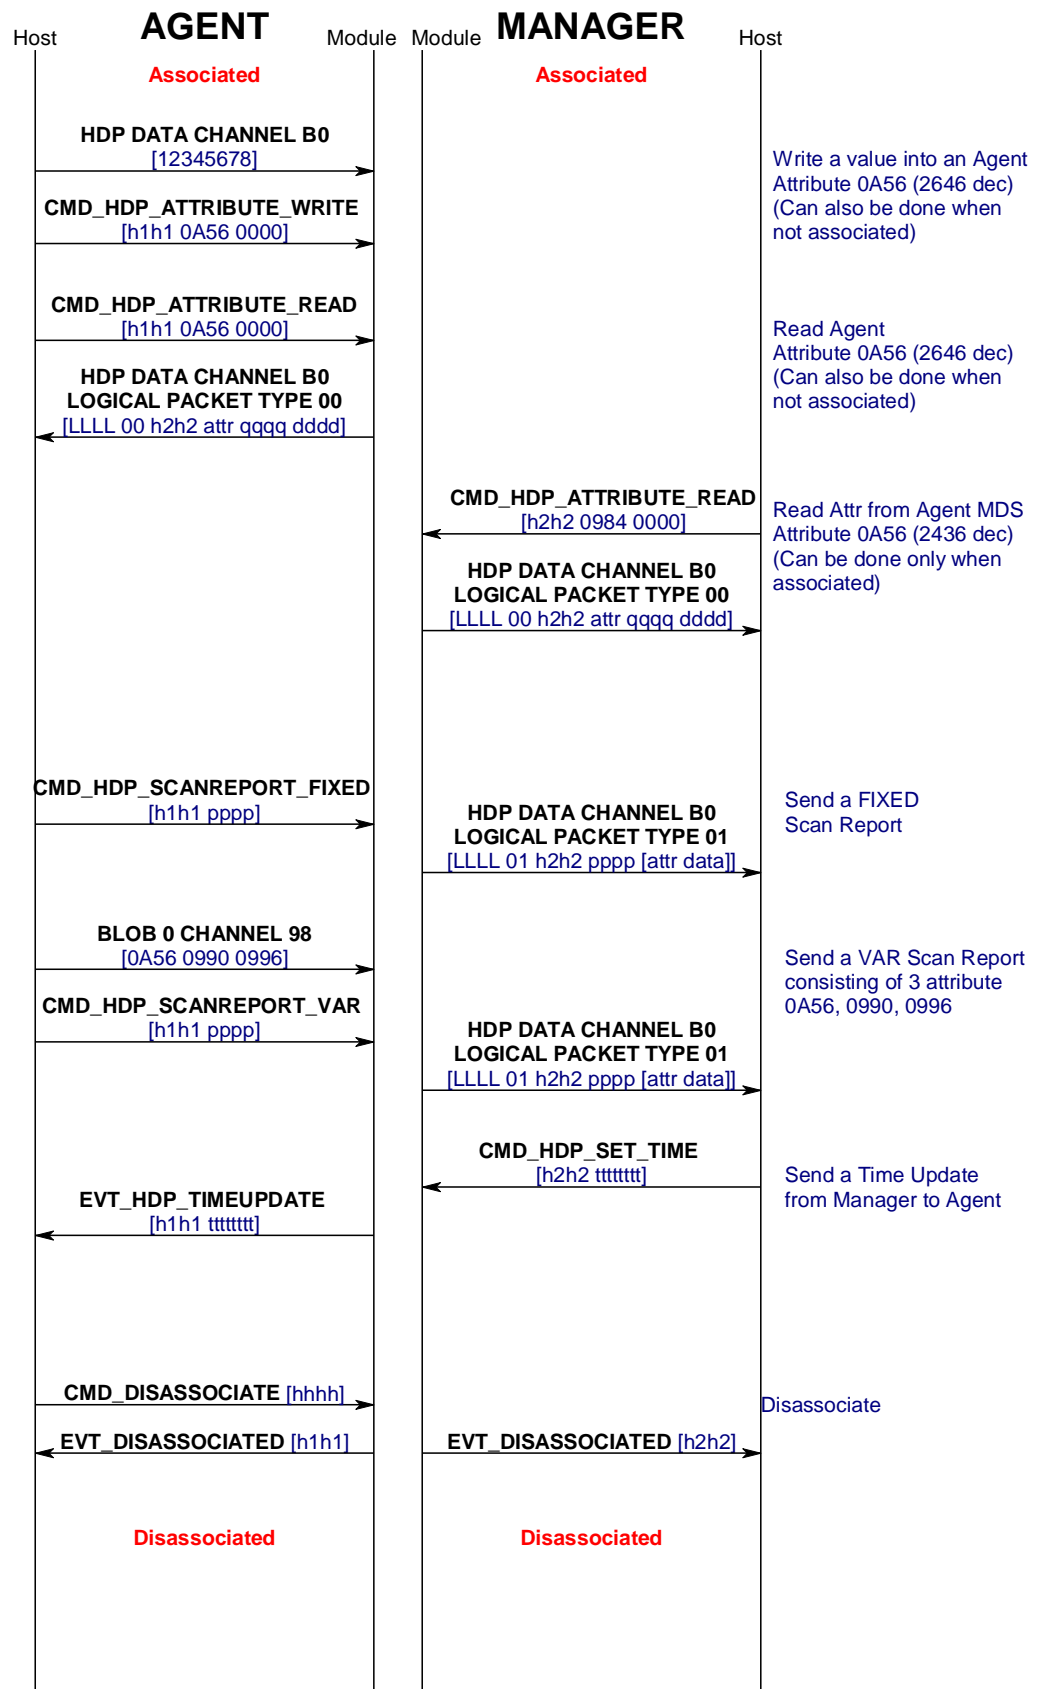 AGENT
MANAGER
Host
Module
Module
Host
Associated
Associated
HDP DATA CHANNEL B0
[12345678]
Write a value into an Agent
Attribute 0A56 (2646 dec)
(Can also be done when
not associated)
CMD_HDP_ATTRIBUTE_WRITE
[h1h1 0A56 0000]
CMD_HDP_ATTRIBUTE_READ
[h1h1 0A56 0000]
Read Agent
Attribute 0A56 (2646 dec)
(Can also be done when
not associated)
HDP DATA CHANNEL B0
LOGICAL PACKET TYPE 00
[LLLL 00 h2h2 attr qqqq dddd]
CMD_HDP_ATTRIBUTE_READ
[h2h2 0984 0000]
Read Attr from Agent MDS
Attribute 0A56 (2436 dec)
(Can be done only when
associated)
HDP DATA CHANNEL B0
LOGICAL PACKET TYPE 00
[LLLL 00 h2h2 attr qqqq dddd]
CMD_HDP_SCANREPORT_FIXED
[h1h1 pppp]
Send a FIXED
Scan Report
HDP DATA CHANNEL B0
LOGICAL PACKET TYPE 01
[LLLL 01 h2h2 pppp [attr data]]
BLOB 0 CHANNEL 98
[0A56 0990 0996]
Send a VAR Scan Report
consisting of 3 attribute
0A56, 0990, 0996
CMD_HDP_SCANREPORT_VAR
[h1h1 pppp]
HDP DATA CHANNEL B0
LOGICAL PACKET TYPE 01
[LLLL 01 h2h2 pppp [attr data]]
CMD_HDP_SET_TIME
[h2h2 tttttttt]
Send a Time Update
from Manager to Agent
EVT_HDP_TIMEUPDATE
[h1h1 tttttttt]
CMD_DISASSOCIATE [hhhh]
Disassociate
EVT_DISASSOCIATED [h1h1]
EVT_DISASSOCIATED [h2h2]
Disassociated
Disassociated